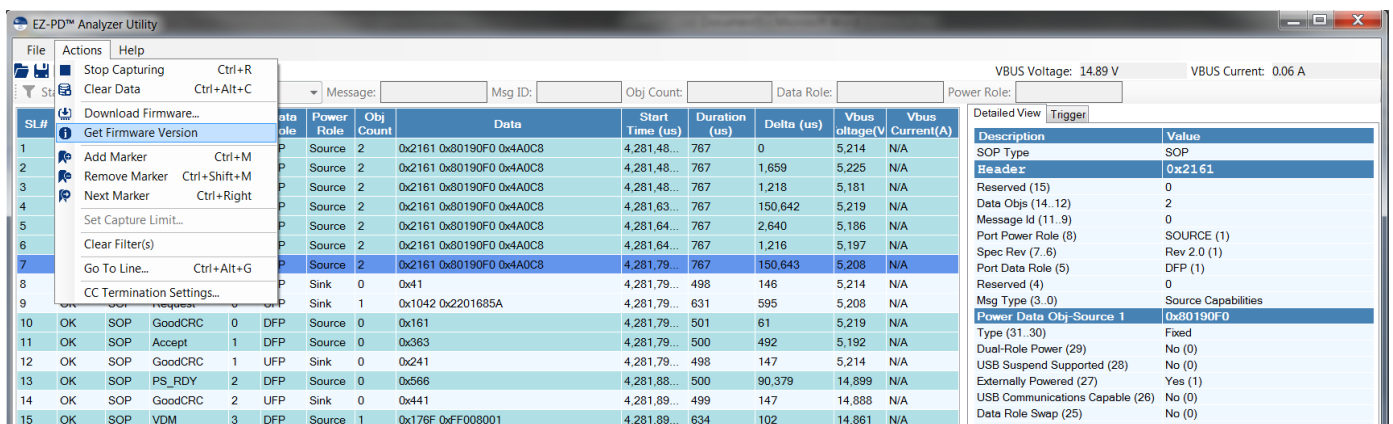 EZ-PD™ Analyzer Utility
File Actions Help
Stop Capturing Ctrl+R
Clear Data Ctrl+Alt+C
Download Firmware...
Get Firmware Version
Add Marker Ctrl+M
Remove Marker Ctrl+Shift+M
Next Marker Ctrl+Right
Set Capture Limit...
Clear Filter(s)
Go To Line... Ctrl+Alt+G
CC Termination Settings...
VBUS Voltage: 14.89 V VBUS Current: 0.06 A
Sta Message: Msg ID: Obj Count: Data Role: Power Role:
SL# ata ole Power Role Obj Count Data Start Time (us) Duration (us) Delta (us) Vbus oltage(V Vbus Current(A)
1 P Source 2 0x2161 0x80190F0 0x4A0C8 4,281,48... 767 0 5,214 N/A
2 P Source 2 0x2161 0x80190F0 0x4A0C8 4,281,48... 767 1,659 5,225 N/A
3 P Source 2 0x2161 0x80190F0 0x4A0C8 4,281,48... 767 1,218 5,181 N/A
4 P Source 2 0x2161 0x80190F0 0x4A0C8 4,281,63... 767 150,642 5,219 N/A
5 P Source 2 0x2161 0x80190F0 0x4A0C8 4,281,64... 767 2,640 5,186 N/A
6 P Source 2 0x2161 0x80190F0 0x4A0C8 4,281,64... 767 1,216 5,197 N/A
7 P Source 2 0x2161 0x80190F0 0x4A0C8 4,281,79... 767 150,643 5,208 N/A
8 P Sink 0 0x41 4,281,79... 498 146 5,214 N/A
9 OK SOP Request 0 UFP Sink 1 0x1042 0x2201685A 4,281,79... 631 595 5,208 N/A
10 OK SOP GoodCRC 0 DFP Source 0 0x161 4,281,79... 501 61 5,219 N/A
11 OK SOP Accept 1 DFP Source 0 0x363 4,281,79... 500 492 5,192 N/A
12 OK SOP GoodCRC 1 UFP Sink 0 0x241 4,281,79... 498 147 5,214 N/A
13 OK SOP PS_RDY 2 DFP Source 0 0x566 4,281,88... 500 90,379 14,899 N/A
14 OK SOP GoodCRC 2 UFP Sink 0 0x441 4,281,89... 499 147 14,888 N/A
15 OK SOP VDM 3 DFP Source 1 0x176F 0xFF008001 4,281,89... 634 102 14,861 N/A
Detailed View Trigger
Description Value
SOP Type SOP
Header 0x2161
Reserved (15) 0
Data Objs (14..12) 2
Message Id (11..9) 0
Port Power Role (8) SOURCE (1)
Spec Rev (7..6) Rev 2.0 (1)
Port Data Role (5) DFP (1)
Reserved (4) 0
Msg Type (3..0) Source Capabilities
Power Data Obj-Source 1 0x80190F0
Type (31..30) Fixed
Dual-Role Power (29) No (0)
USB Suspend Supported (28) No (0)
Externally Powered (27) Yes (1)
USB Communications Capable (26) No (0)
Data Role Swap (25) No (0)